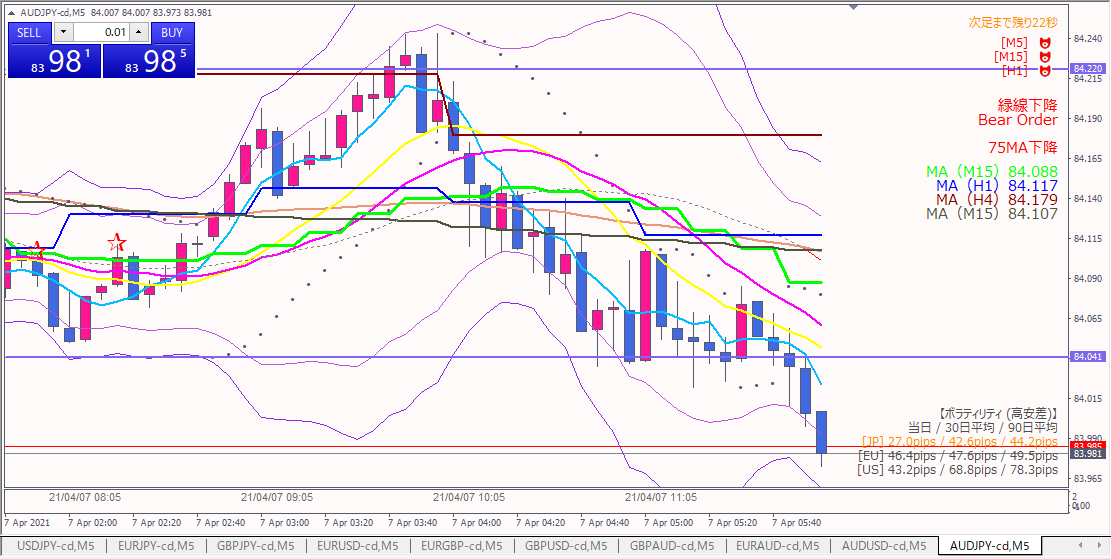 AUDJPY-cd,M5 84.007 84.007 83.973 83.981
SELL 0.01 BUY
83 98 1 83 98 5
次足まで残り22秒
[M5]
[M15]
[H1]
緑線下降
Bear Order
75MA下降
MA（M15）84.088
MA（H1）84.117
MA（H4）84.179
MA（M15）84.107
84.240
84.220
84.215
84.190
84.165
84.140
84.115
84.090
84.065
84.041
84.015
83.990
83.985
83.981
83.965
【ボラティリティ(高安差)】
当日 / 30日平均 / 90日平均
[JP] 27.0pips / 42.6pips / 44.2pips
[EU] 46.4pips / 47.6pips / 49.5pips
[US] 43.2pips / 68.8pips / 78.3pips
21/04/07 08:05 21/04/07 09:05 21/04/07 10:05 21/04/07 11:05
2
0.00
7 Apr 2021 7 Apr 02:00 7 Apr 02:20 7 Apr 02:40 7 Apr 03:00 7 Apr 03:20 7 Apr 03:40 7 Apr 04:00 7 Apr 04:20 7 Apr 04:40 7 Apr 05:00 7 Apr 05:20 7 Apr 05:40
USDJPY-cd,M5 EURJPY-cd,M5 GBPJPY-cd,M5 EURUSD-cd,M5 EURGBP-cd,M5 GBPUSD-cd,M5 GBPAUD-cd,M5 EURAUD-cd,M5 AUDUSD-cd,M5 AUDJPY-cd,M5